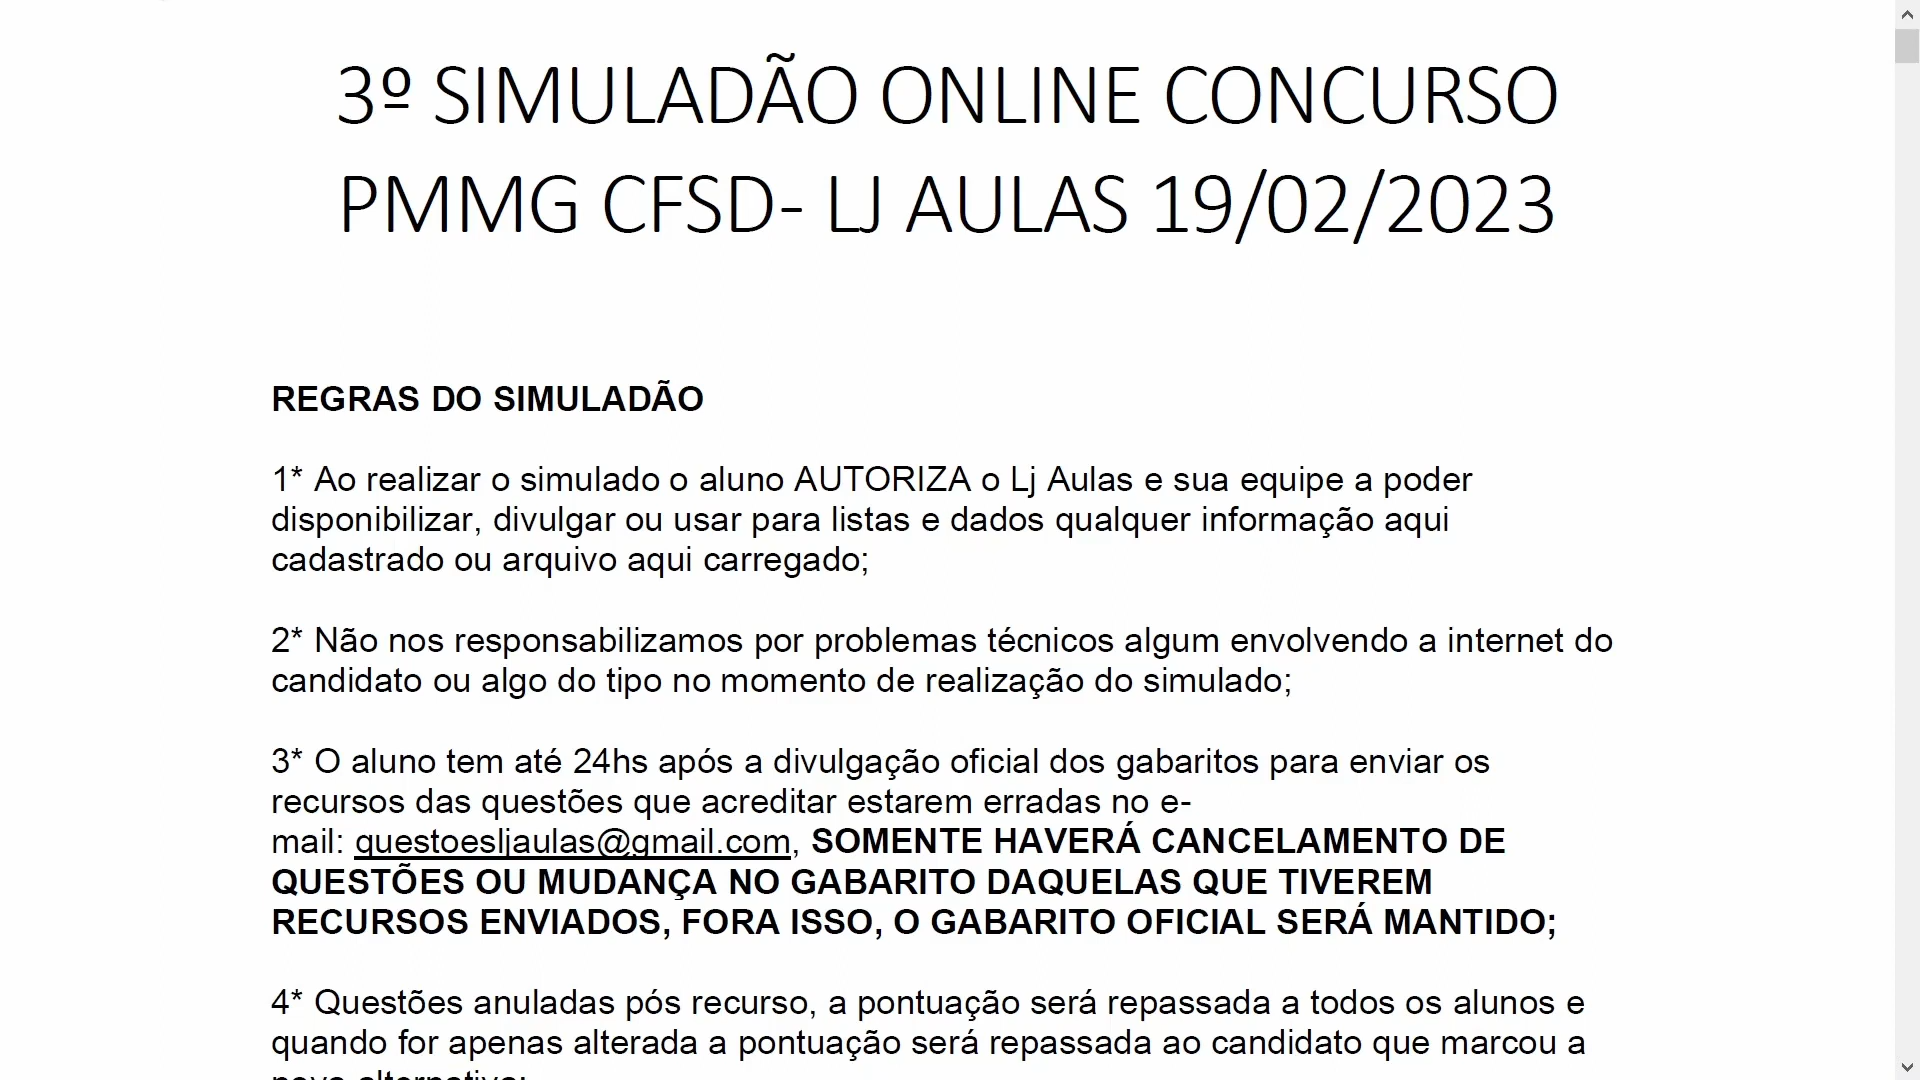 3º SIMULADÃO ONLINE CONCURSO
PMMG CFSD- LJ AULAS 19/02/2023
REGRAS DO SIMULADÃO
1* Ao realizar o simulado o aluno AUTORIZA o Lj Aulas e sua equipe a poder
disponibilizar, divulgar ou usar para listas e dados qualquer informação aqui
cadastrado ou arquivo aqui carregado;
2* Não nos responsabilizamos por problemas técnicos algum envolvendo a internet do
candidato ou algo do tipo no momento de realização do simulado;
3* O aluno tem até 24hs após a divulgação oficial dos gabaritos para enviar os
recursos das questões que acreditar estarem erradas no e-
mail: questoesljaulas@gmail.com, SOMENTE HAVERÁ CANCELAMENTO DE
QUESTÕES OU MUDANÇA NO GABARITO DAQUELAS QUE TIVEREM
RECURSOS ENVIADOS, FORA ISSO, O GABARITO OFICIAL SERÁ MANTIDO;
4* Questões anuladas pós recurso, a pontuação será repassada a todos os alunos e
quando for apenas alterada a pontuação será repassada ao candidato que marcou a